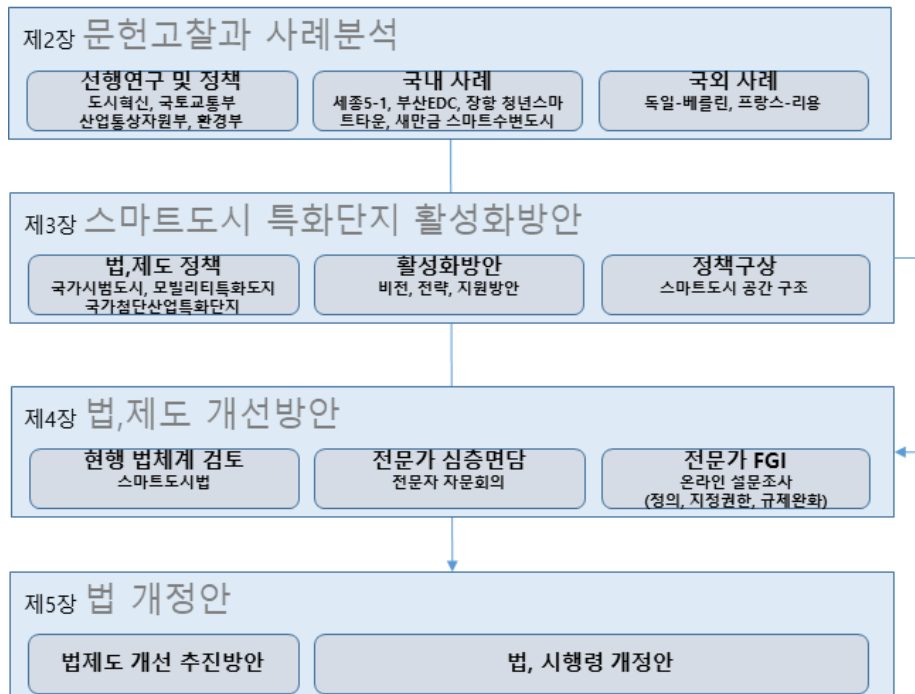 제2장 문헌고찰과 사례분석
선행연구 및 정책
도시혁신, 국토교통부
산업통상자원부, 환경부
국내 사례
세종5-1, 부산EDC, 장항 청년스마
트타운, 새만금 스마트수변도시
국외 사례
독일-베를린, 프랑스-리옹
제3장 스마트도시 특화단지 활성화방안
법,제도 정책
국가시범도시, 모빌리티특화도지
국가첨단산업특화단지
활성화방안
비전, 전략, 지원방안
정책구상
스마트도시 공간 구조
제4장 법,제도 개선방안
현행 법체계 검토
스마트도시법
전문가 심층면담
전문자 자문회의
전문가 FGI
온라인 설문조사
(정의, 지정권한, 규제완화)
제5장 법 개정안
법제도 개선 추진방안
법, 시행령 개정안